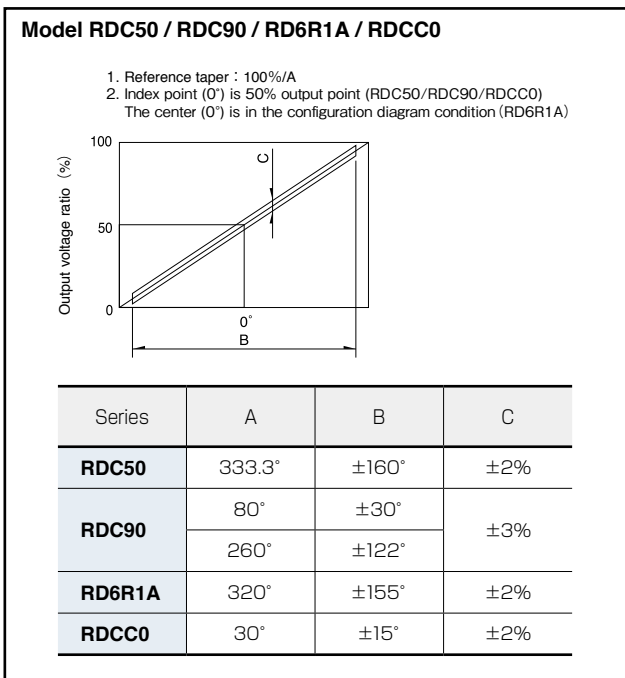 Model RDC50 / RDC90 / RD6R1A / RDCC0
1. Reference taper : 100%/A
2. Index point (0˚) is 50% output point (RDC50/RDC90/RDCC0)
The center (0˚) is in the configuration diagram condition (RD6R1A)
Output voltage ratio (%)
100
C
50
0
0˚
B
Series A B C
RDC50 333.3˚ ±160˚ ±2%
RDC90 80˚ ±30˚ ±3%
260˚ ±122˚
RD6R1A 320˚ ±155˚ ±2%
RDCC0 30˚ ±15˚ ±2%